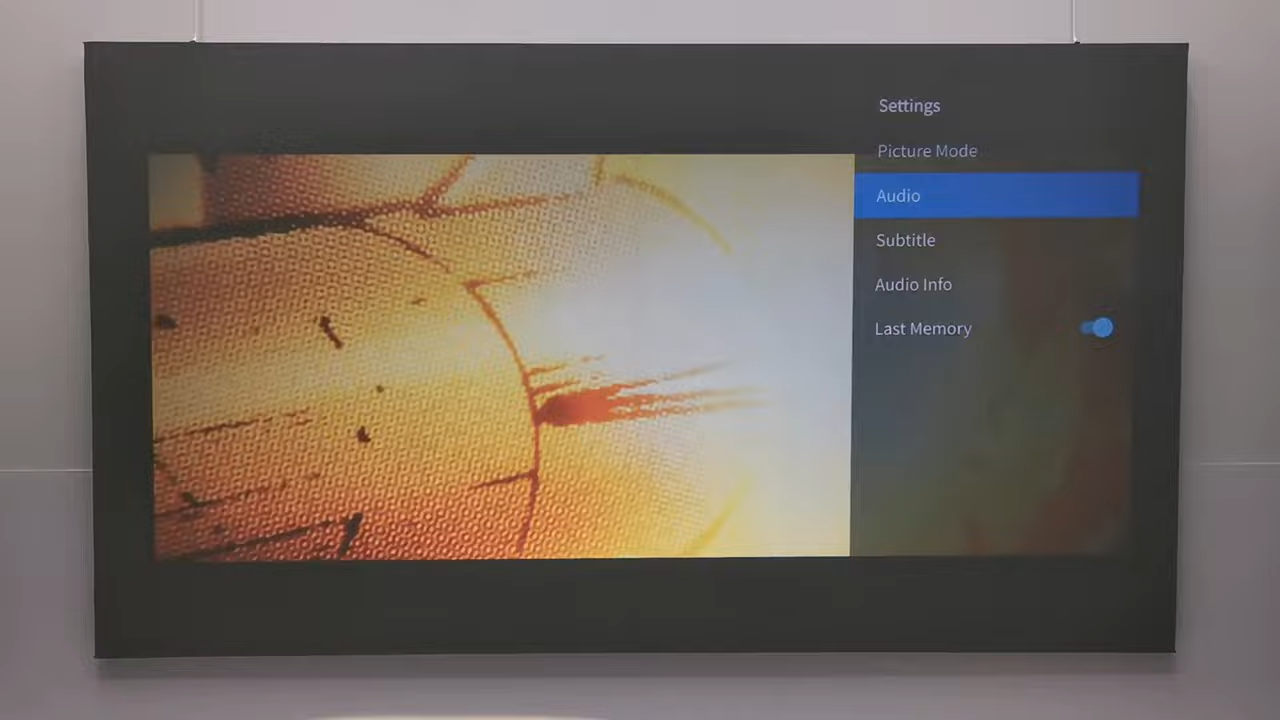 Settings
Picture Mode
Audio
Subtitle
Audio Info
Last Memory